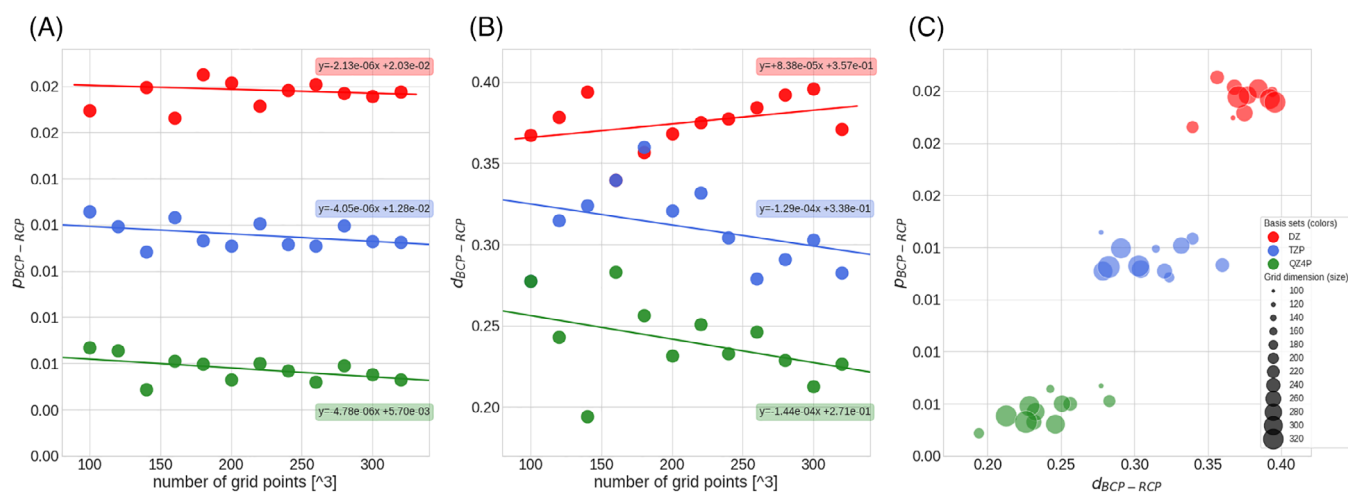 (A)
(B)
(C)
y=-2.13e-06x +2.03e-02
y=-4.05e-06x +1.28e-02
y=-4.78e-06x +5.70e-03
0.02
0.02
0.01
0.01
0.01
0.01
0.01
0.00
0.00
pBCP−RCP
100
150
200
250
300
number of grid points [^3]
y=+8.38e-05x +3.57e-01
y=-1.29e-04x +3.38e-01
y=-1.44e-04x +2.71e-01
0.40
0.35
0.30
0.25
0.20
dBCP−RCP
100
150
200
250
300
number of grid points [^3]
0.02
0.02
0.02
0.01
0.01
0.01
0.01
0.00
pBCP−RCP
0.20
0.25
0.30
0.35
0.40
dBCP−RCP
Basis sets (colors)
DZ
TZP
QZ4P
Grid dimension (size)
100
120
140
160
180
200
220
240
260
280
300
320